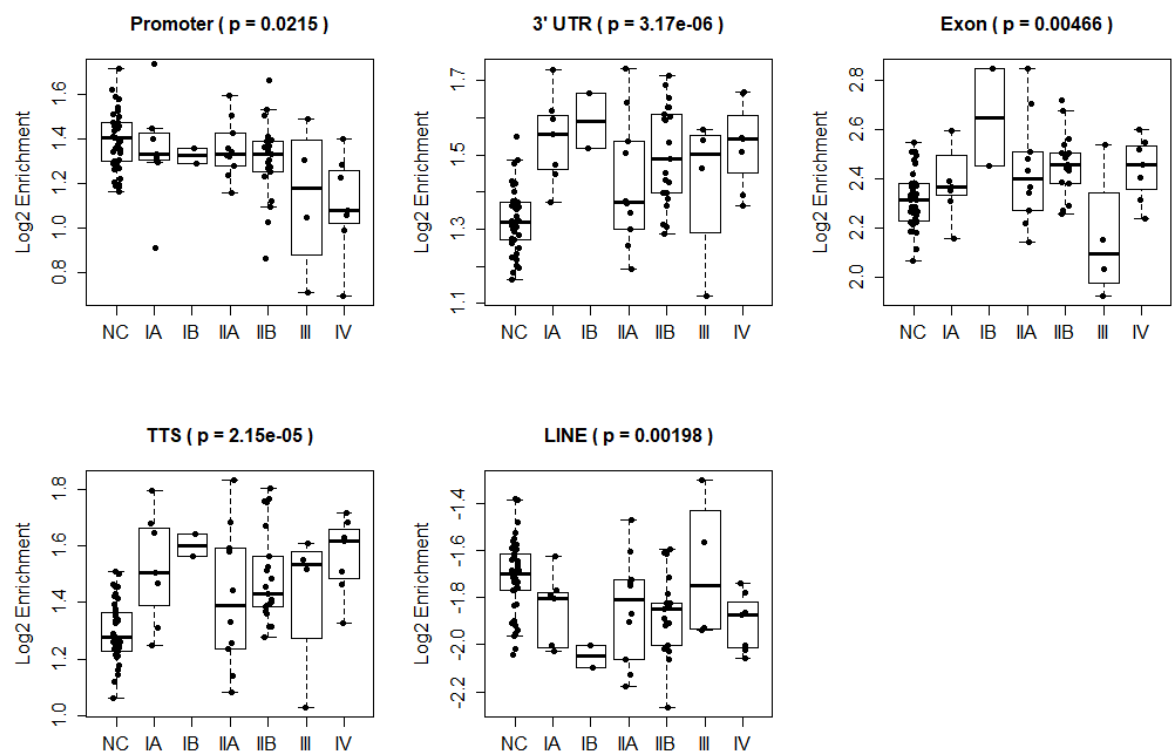 Promoter ( p = 0.0215 )
Log2 Enrichment
1.6
1.4
1.2
1.0
0.8
NC IA IB IIA IIB III IV
3' UTR ( p = 3.17e-06 )
Log2 Enrichment
1.7
1.5
1.3
1.1
NC IA IB IIA IIB III IV
Exon ( p = 0.00466 )
Log2 Enrichment
2.8
2.6
2.4
2.2
2.0
NC IA IB IIA IIB III IV
TTS ( p = 2.15e-05 )
Log2 Enrichment
1.8
1.6
1.4
1.2
1.0
NC IA IB IIA IIB III IV
LINE ( p = 0.00198 )
Log2 Enrichment
-1.4
-1.6
-1.8
-2.0
-2.2
NC IA IB IIA IIB III IV